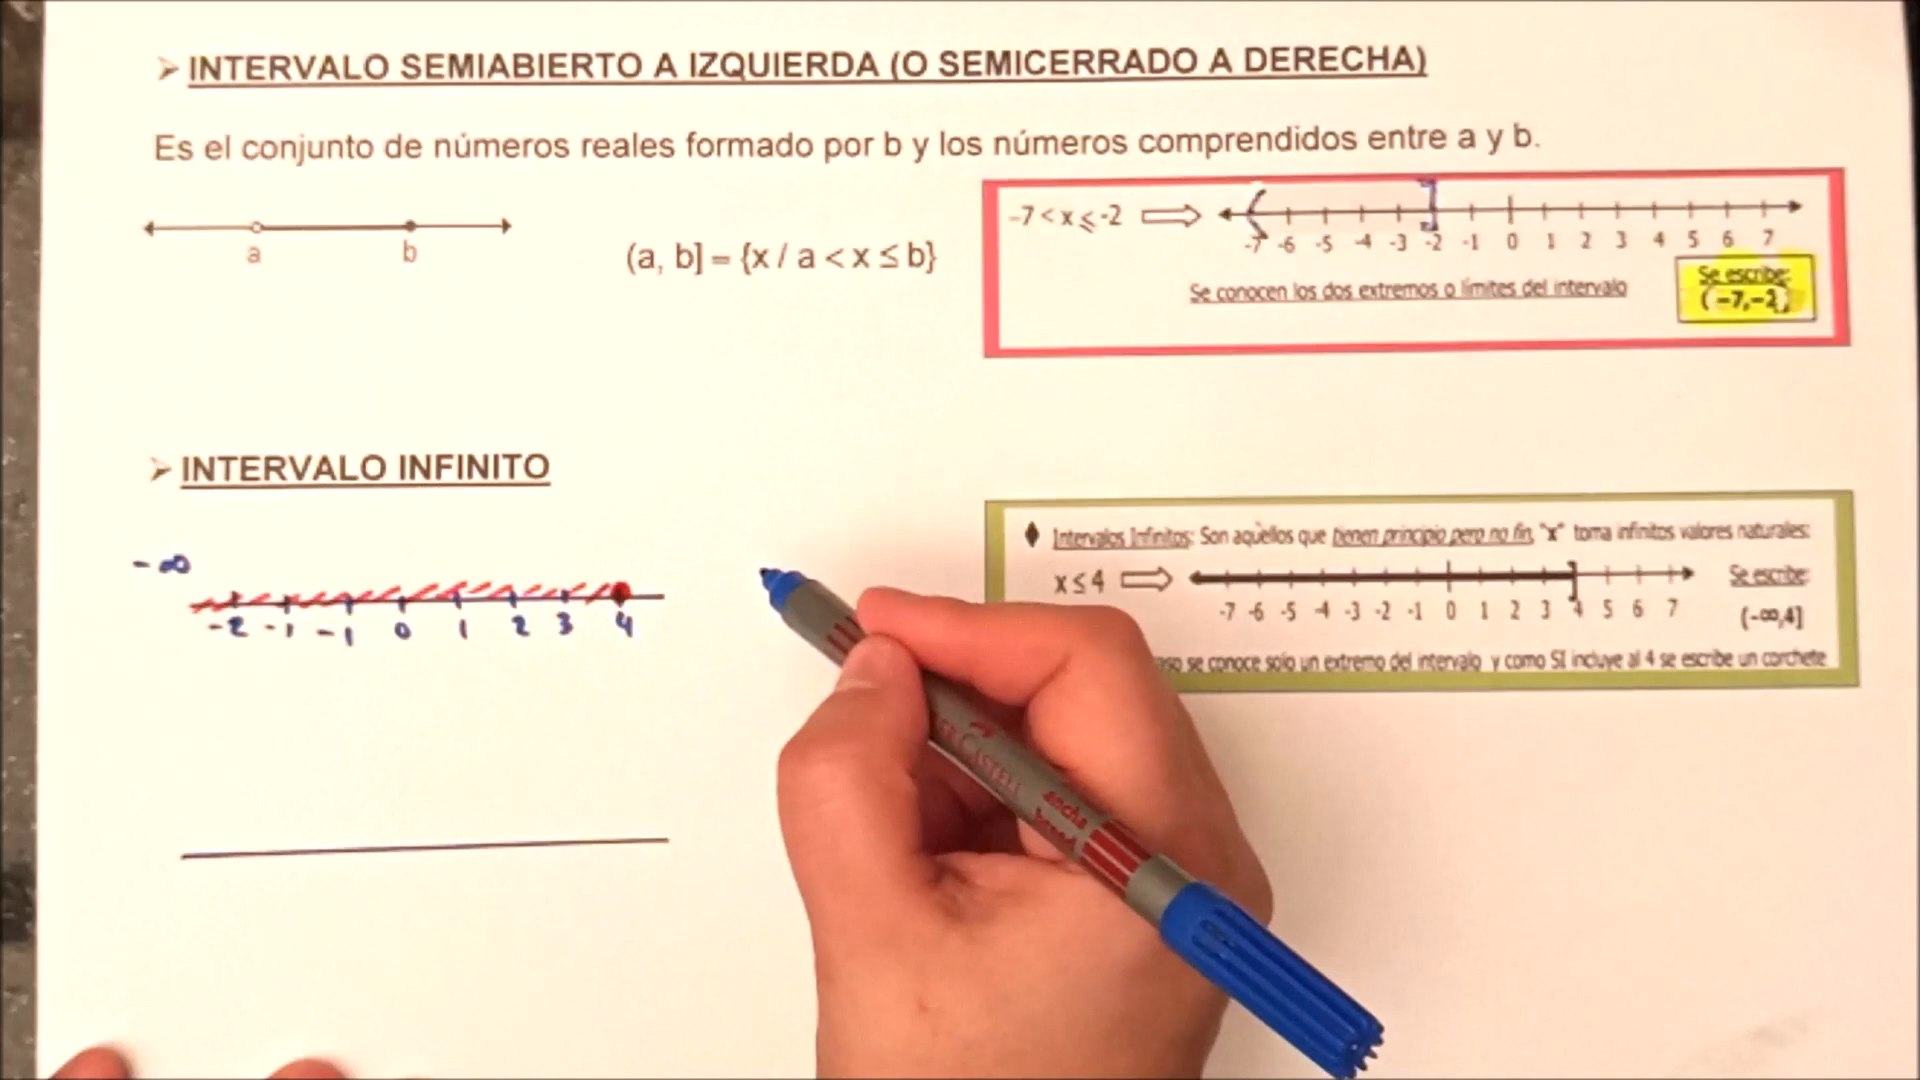 ➢ INTERVALO SEMIABIERTO A IZQUIERDA (O SEMICERRADO A DERECHA)
Es el conjunto de números reales formado por b y los números comprendidos entre a y b.
a b
(a, b] = {x / a < x ≤ b}
-7 < x ≤ -2
-7 -6 -5 -4 -3 -2 -1 0 1 2 3 4 5 6 7
Se conocen los dos extremos o límites del intervalo
Se escribe:
(-7,-2]
➢ INTERVALO INFINITO
-∞
-2 -1 -1 0 1 2 3 4
♦ Intervalos Infinitos: Son aquellos que tienen principio pero no fin, "x" toma infinitos valores naturales:
x ≤ 4
-7 -6 -5 -4 -3 -2 -1 0 1 2 3 4 5 6 7
Se escribe:
(-∞,4]
se conoce solo un extremo del intervalo y como SI incluye al 4 se escribe un corchete
ancha